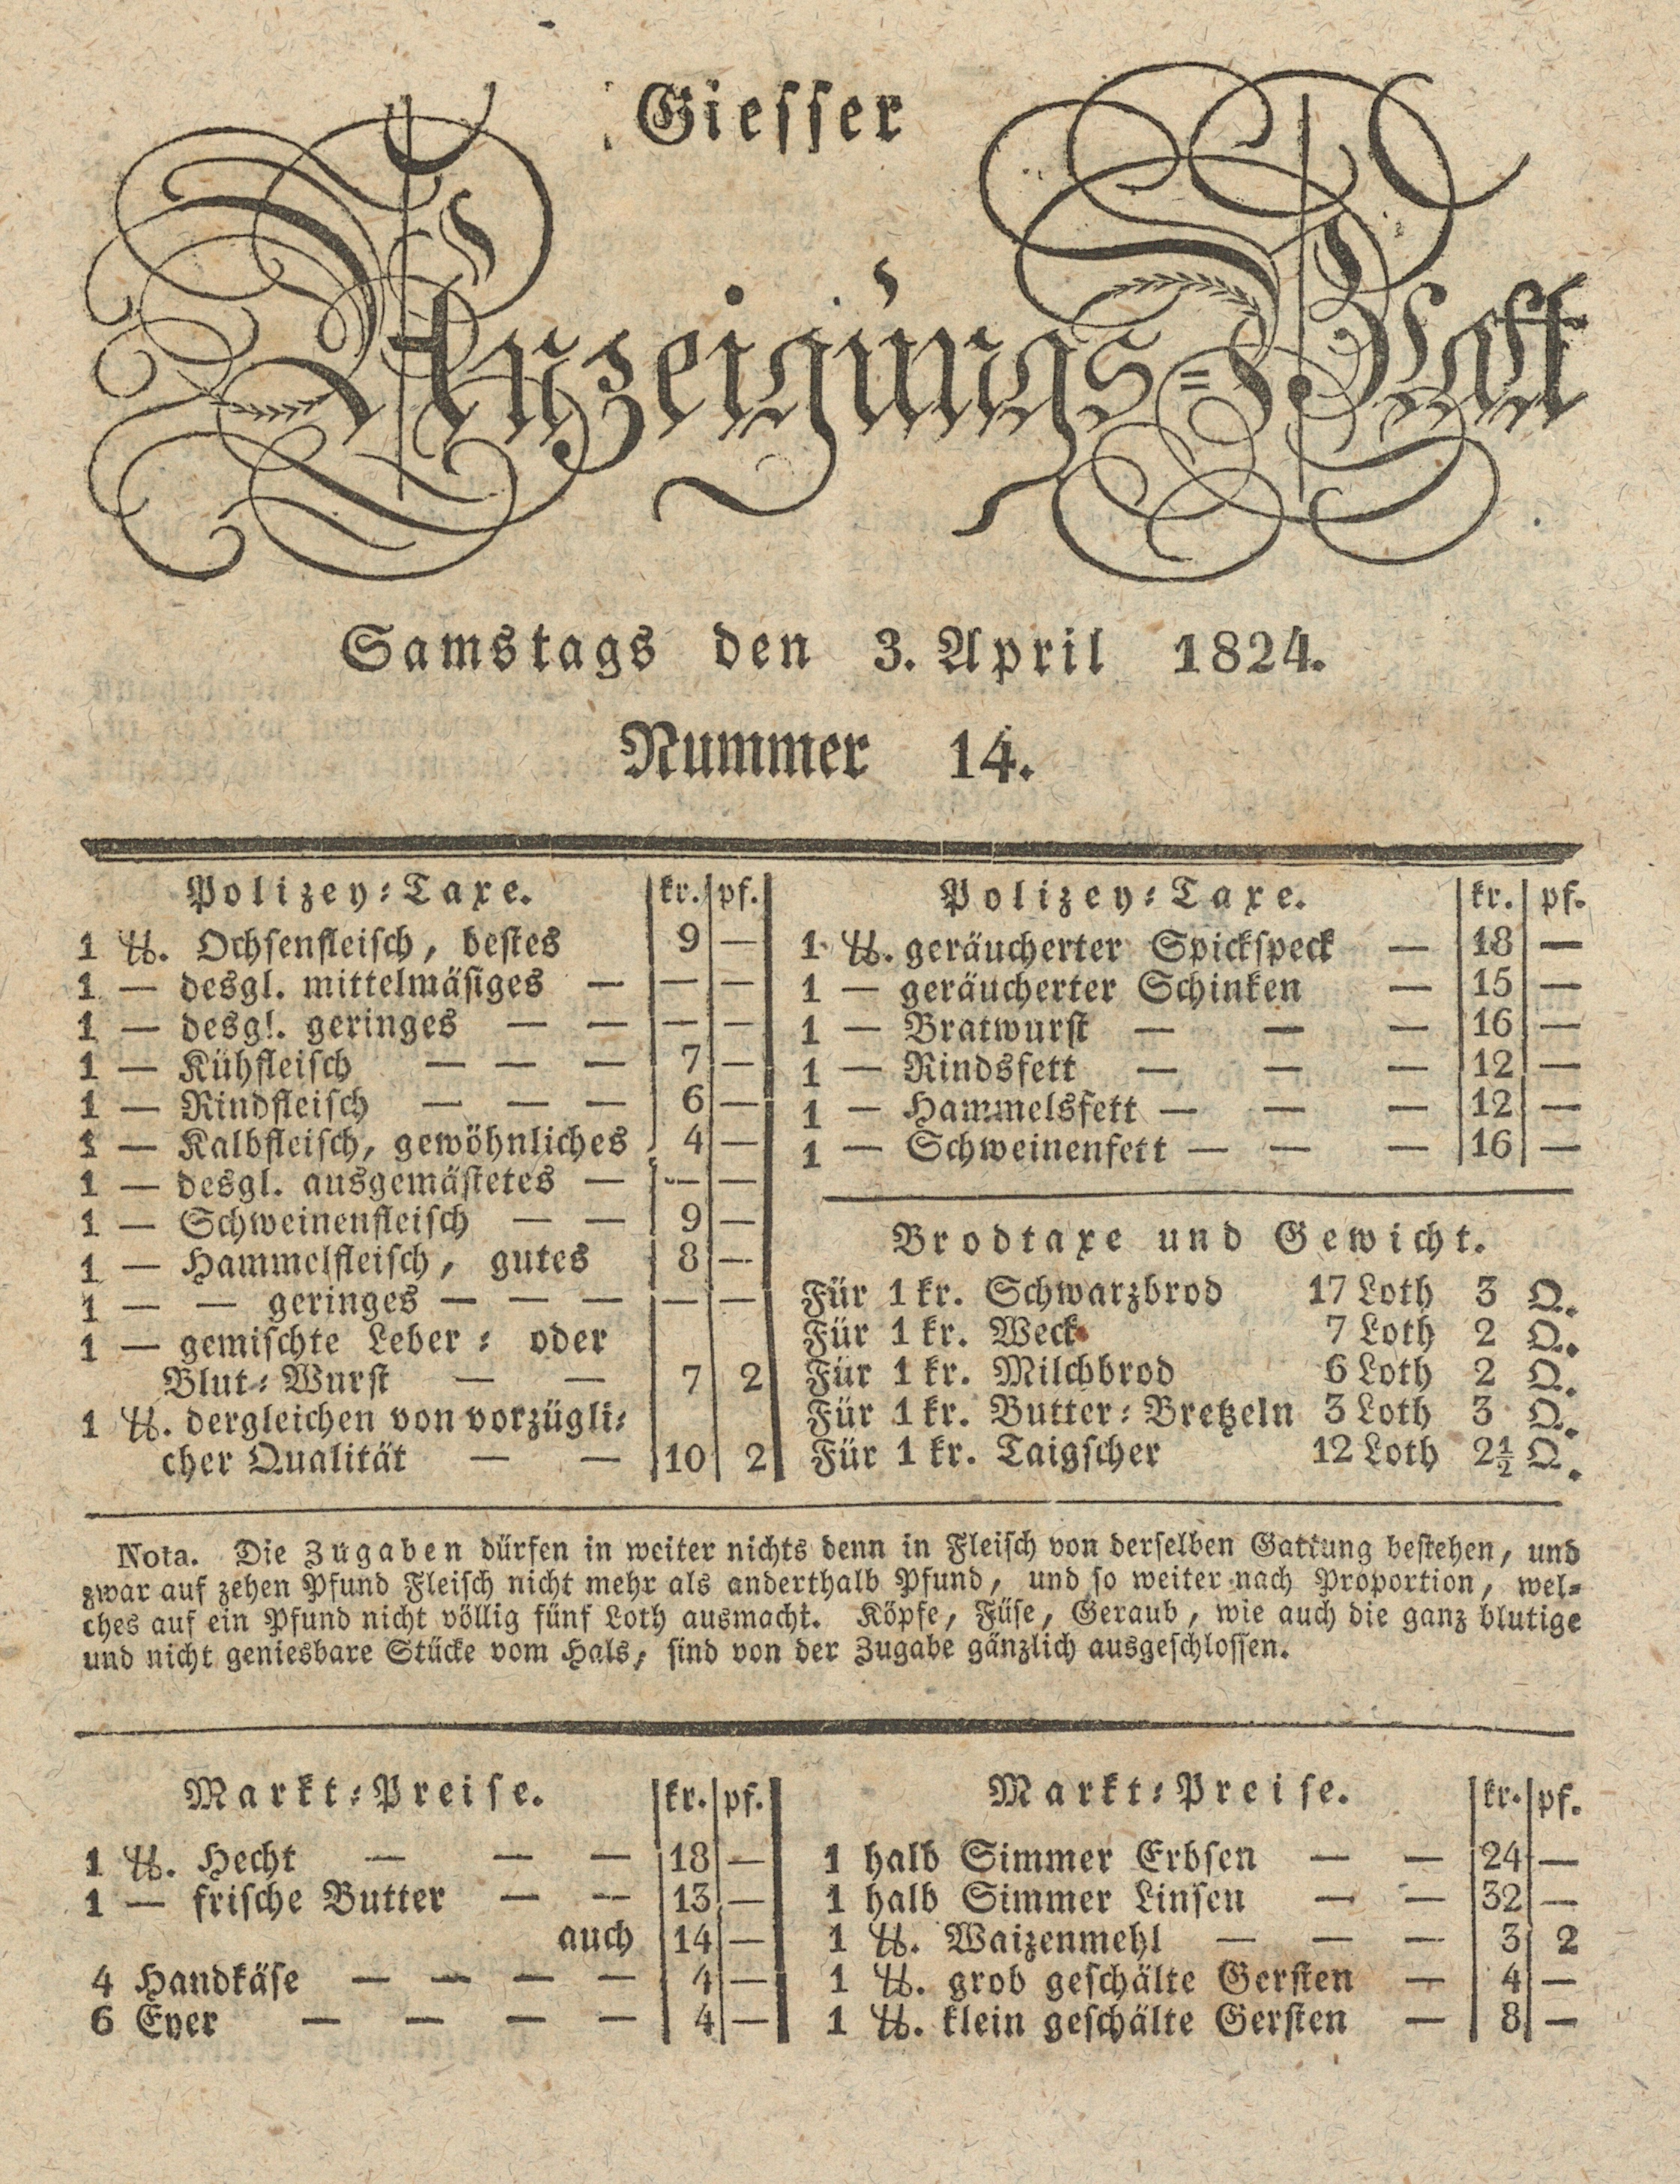 Giesser
Anzeigungs=Blatt
Samstags den 3. April 1824.
Nummer 14.
Polizey=Taxe. kr. pf.
1 ℔. Ochsenfleisch, bestes 9 —
1 — desgl. mittelmäsiges — — —
1 — desgl. geringes — — — —
1 — Kühfleisch — — — 7 —
1 — Rindfleisch — — — 6 —
1 — Kalbfleisch, gewöhnliches 4 —
1 — desgl. ausgemästetes — — —
1 — Schweinenfleisch — — 9 —
1 — Hammelfleisch, gutes 8 —
1 — — geringes — — — — —
1 — gemischte Leber= oder
Blut=Wurst — — 7 2
1 ℔. dergleichen von vorzügli=
cher Qualität — — 10 2
Polizey=Taxe. kr. pf.
1 ℔. geräucherter Spickspeck — 18 —
1 — geräucherter Schinken — 15 —
1 — Bratwurst — — — 16 —
1 — Rindsfett — — — 12 —
1 — Hammelsfett — — — 12 —
1 — Schweinenfett — — — 16 —
Brodtaxe und Gewicht.
Für 1 kr. Schwarzbrod 17 Loth 3 Q.
Für 1 kr. Weck 7 Loth 2 Q.
Für 1 kr. Milchbrod 6 Loth 2 Q.
Für 1 kr. Butter=Bretzeln 3 Loth 3 Q.
Für 1 kr. Taigscher 12 Loth 2½ Q.
Nota. Die Zugaben dürfen in weiter nichts denn in Fleisch von derselben Gattung bestehen, und
zwar auf zehen Pfund Fleisch nicht mehr als anderthalb Pfund, und so weiter nach Proportion, wel=
ches auf ein Pfund nicht völlig fünf Loth ausmacht. Köpfe, Füse, Geraub, wie auch die ganz blutige
und nicht geniesbare Stücke vom Hals, sind von der Zugabe gänzlich ausgeschlossen.
Markt=Preise. kr. pf.
1 ℔. Hecht — — — 18 —
1 — frische Butter — — 13 —
auch 14 —
4 Handkäse — — — — 4 —
6 Eyer — — — — 4 —
Markt=Preise. kr. pf.
1 halb Simmer Erbsen — — 24 —
1 halb Simmer Linsen — — 32 —
1 ℔. Waizenmehl — — — 3 2
1 ℔. grob geschälte Gersten — 4 —
1 ℔. klein geschälte Gersten — 8 —